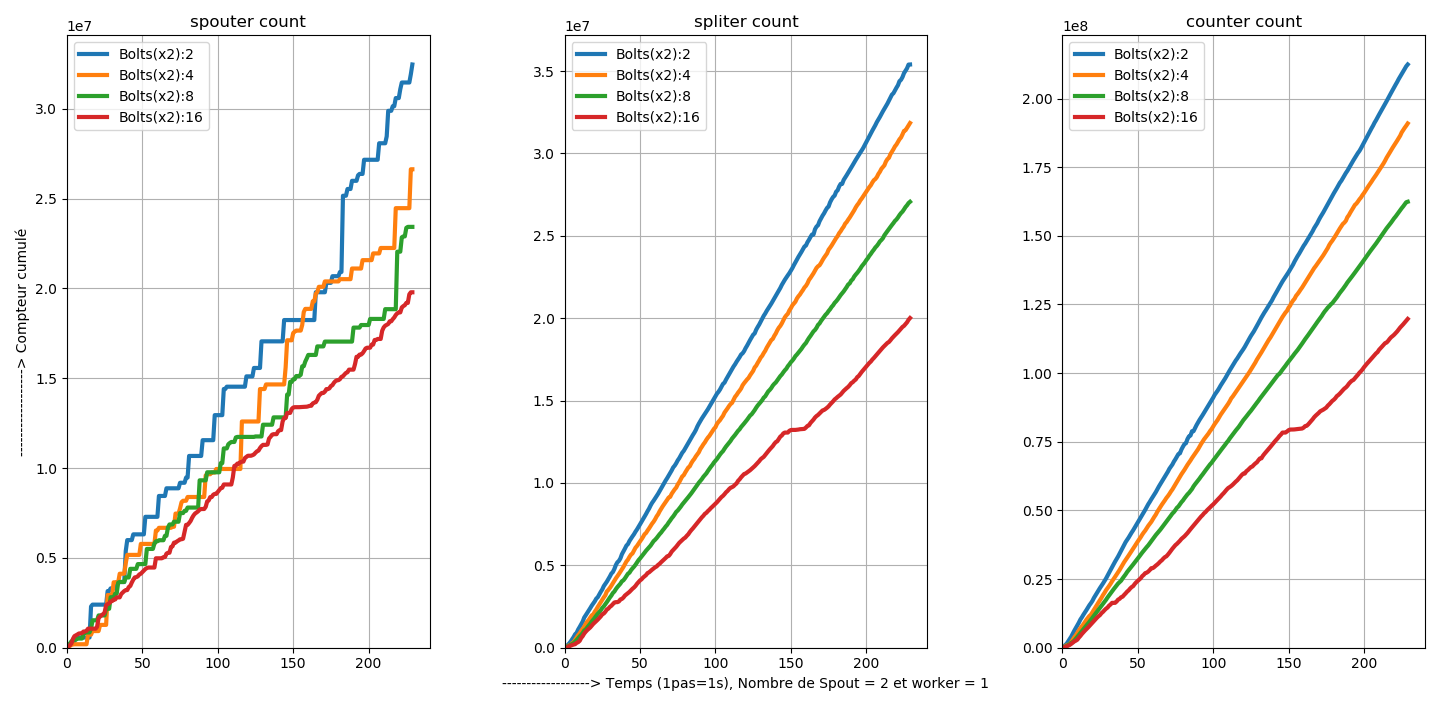 spouter count
1e7
Bolts(x2):2
Bolts(x2):4
Bolts(x2):8
Bolts(x2):16
3.0
2.5
2.0
1.5
1.0
0.5
0.0
0 50 100 150 200
------------------> Compteur cumulé
spliter count
1e7
Bolts(x2):2
Bolts(x2):4
Bolts(x2):8
Bolts(x2):16
3.5
3.0
2.5
2.0
1.5
1.0
0.5
0.0
0 50 100 150 200
------------------> Temps (1pas=1s), Nombre de Spout = 2 et worker = 1
counter count
1e8
Bolts(x2):2
Bolts(x2):4
Bolts(x2):8
Bolts(x2):16
2.00
1.75
1.50
1.25
1.00
0.75
0.50
0.25
0.00
0 50 100 150 200